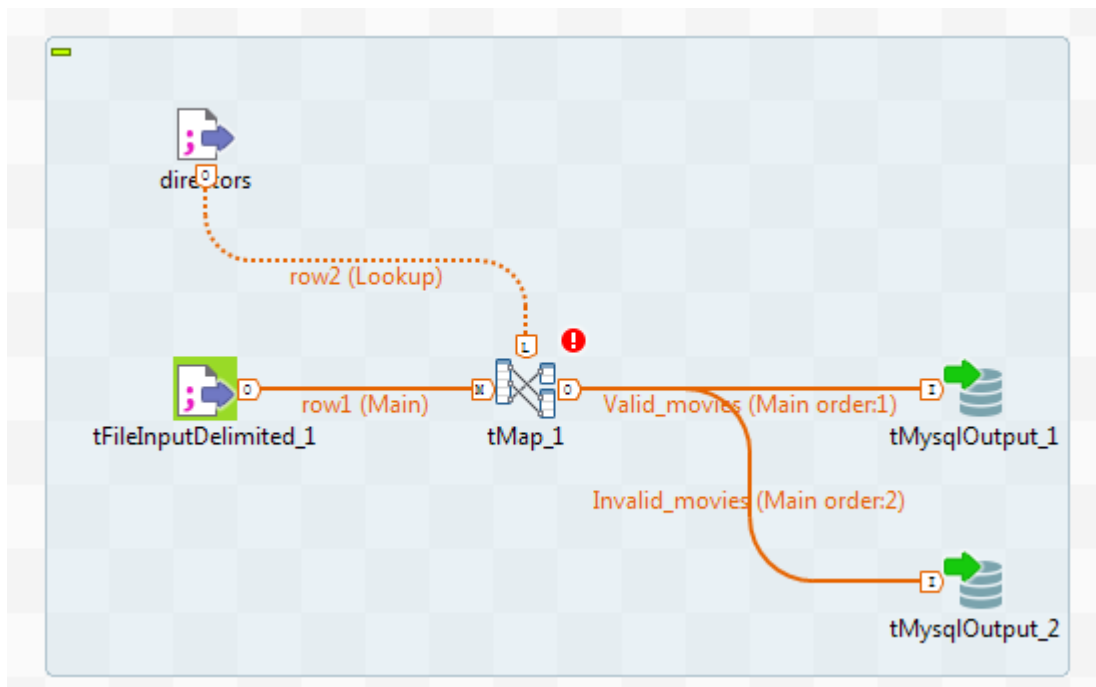 directors
row2 (Lookup)
L
O
row1 (Main)
M
O
Valid_movies (Main order:1)
I
tFileInputDelimited_1
tMap_1
tMysqlOutput_1
Invalid_movies (Main order:2)
I
tMysqlOutput_2